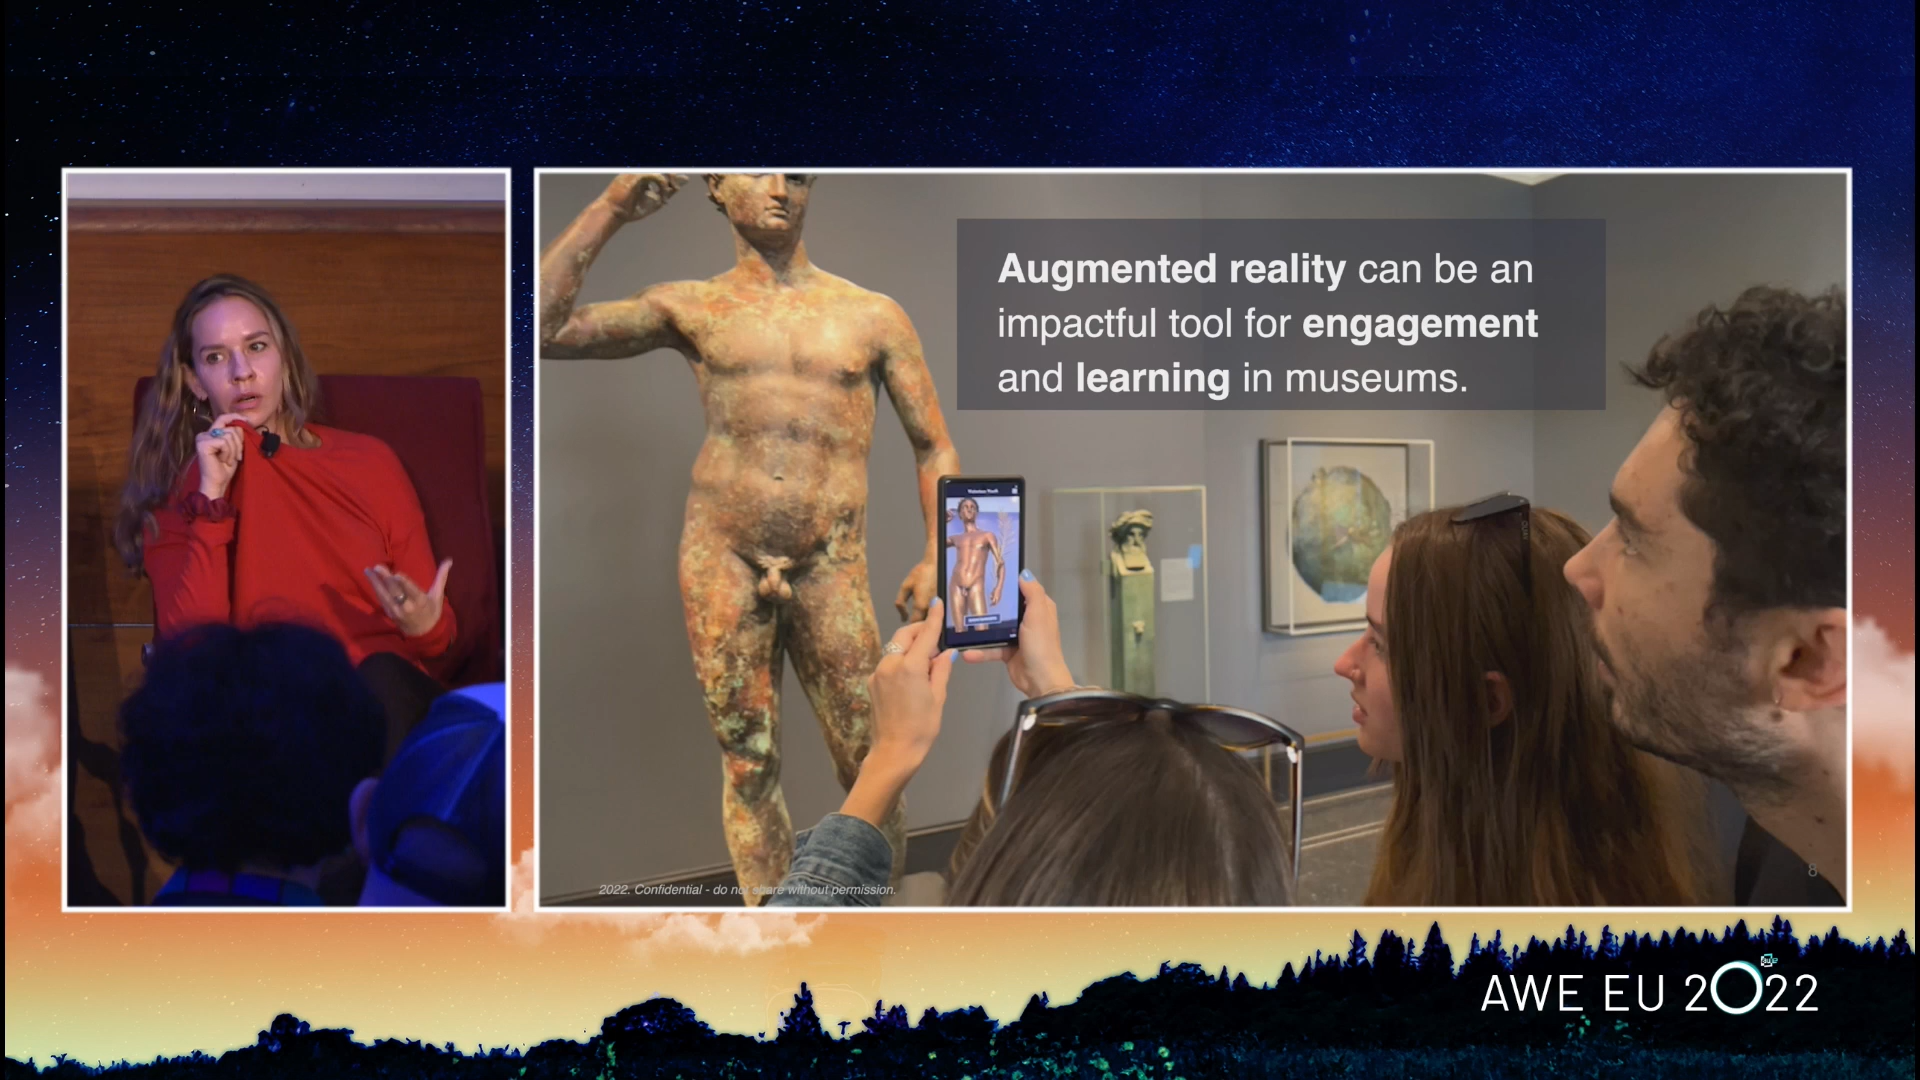 Augmented reality can be an
impactful tool for engagement
and learning in museums.
2022. Confidential - do not share without permission.
8
AWE EU 2022